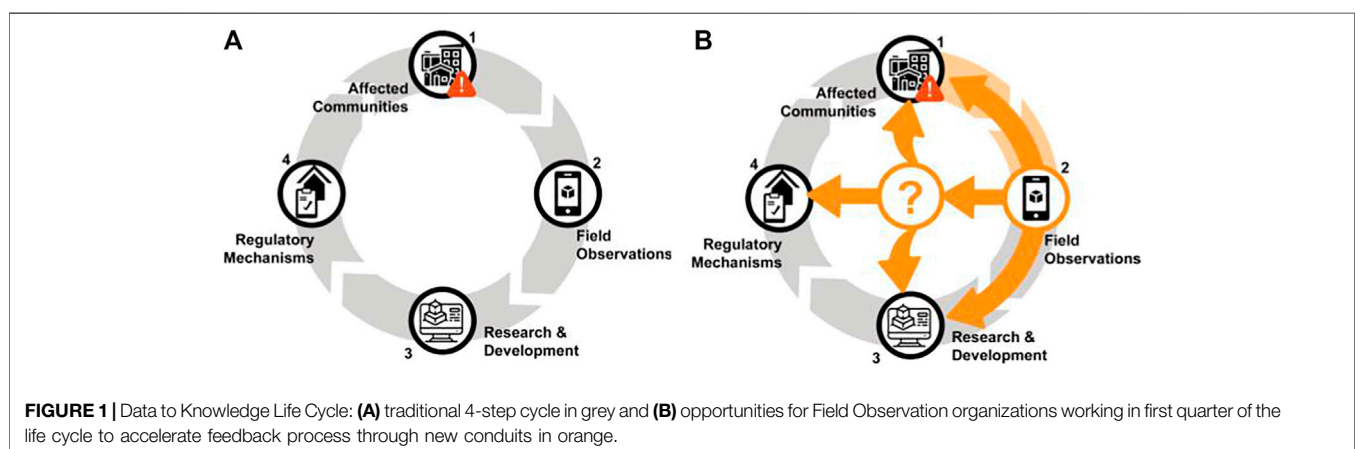 A
1
Affected
Communities
2
Field
Observations
3
Research &
Development
4
Regulatory
Mechanisms
B
1
Affected
Communities
2
Field
Observations
3
Research &
Development
4
Regulatory
Mechanisms
?
FIGURE 1 | Data to Knowledge Life Cycle: (A) traditional 4-step cycle in grey and (B) opportunities for Field Observation organizations working in first quarter of the
life cycle to accelerate feedback process through new conduits in orange.